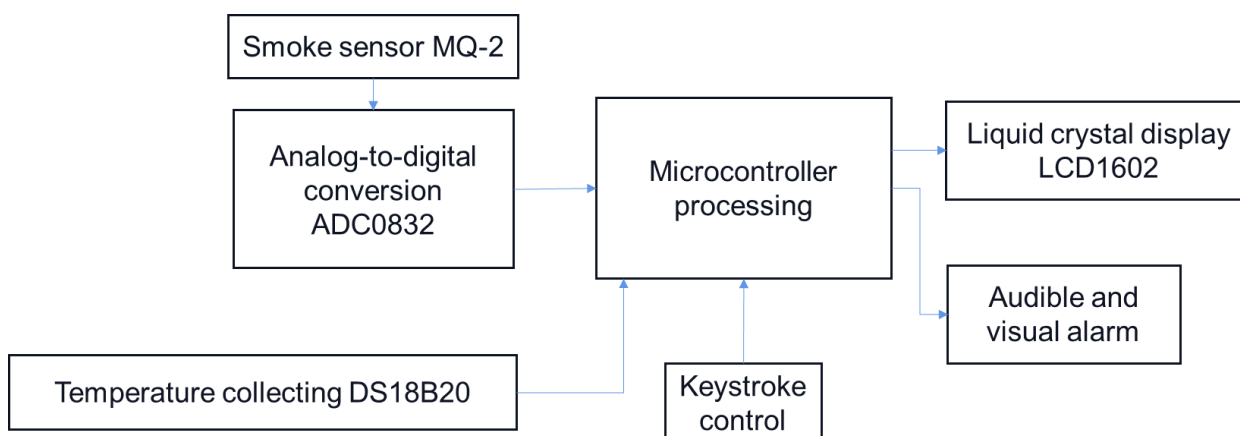 Smoke sensor MQ-2
Analog-to-digital
conversion
ADC0832
Microcontroller
processing
Liquid crystal display
LCD1602
Audible and
visual alarm
Temperature collecting DS18B20
Keystroke
control